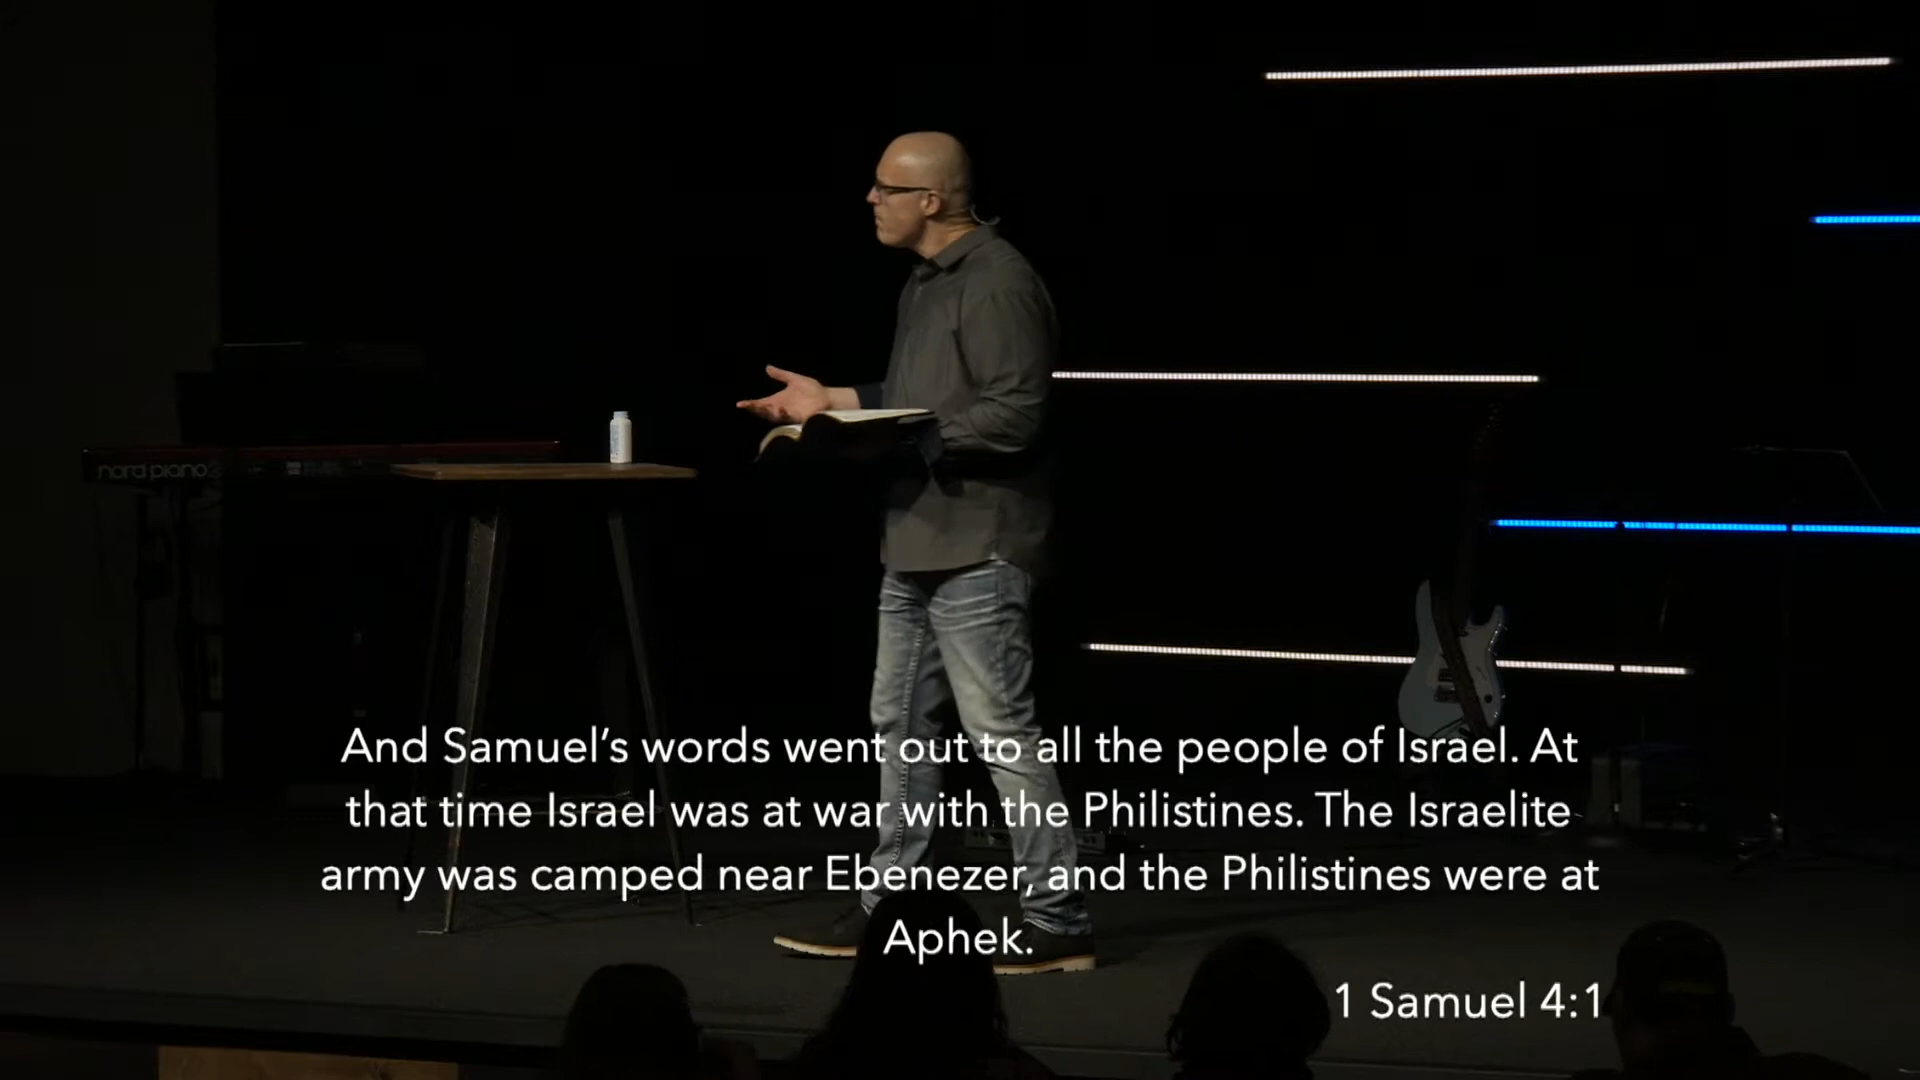 nord piano
And Samuel’s words went out to all the people of Israel. At
that time Israel was at war with the Philistines. The Israelite
army was camped near Ebenezer, and the Philistines were at
Aphek.
1 Samuel 4:1